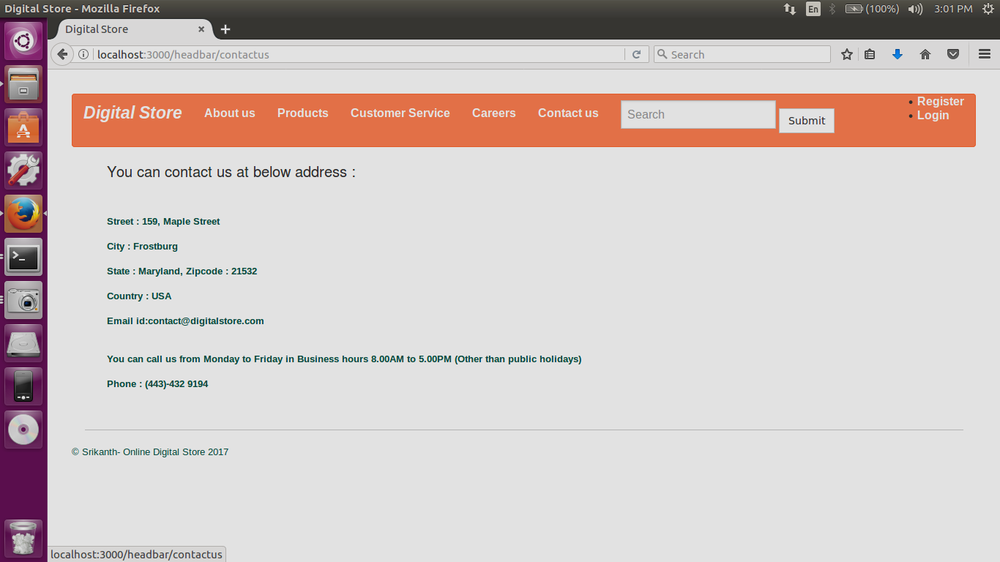 Digital Store - Mozilla Firefox
En
(100%)
3:01 PM
Digital Store
localhost:3000/headbar/contactus
Search
Digital Store
About us
Products
Customer Service
Careers
Contact us
Search
Submit
Register
Login
You can contact us at below address :
Street : 159, Maple Street
City : Frostburg
State : Maryland, Zipcode : 21532
Country : USA
Email id:contact@digitalstore.com
You can call us from Monday to Friday in Business hours 8.00AM to 5.00PM (Other than public holidays)
Phone : (443)-432 9194
© Srikanth- Online Digital Store 2017
localhost:3000/headbar/contactus